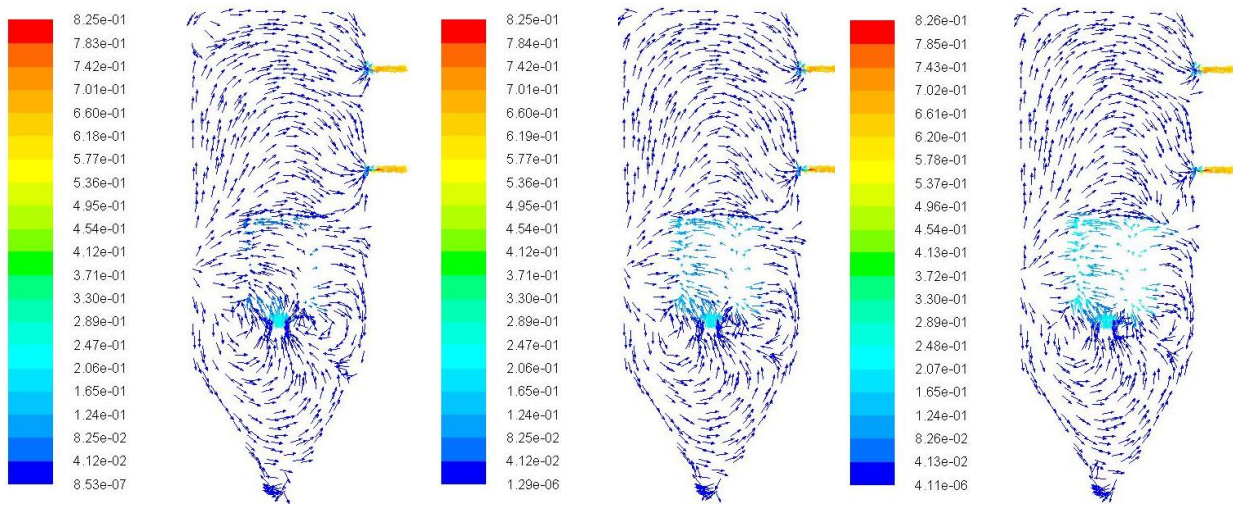 8.25e-01
7.83e-01
7.42e-01
7.01e-01
6.60e-01
6.18e-01
5.77e-01
5.36e-01
4.95e-01
4.54e-01
4.12e-01
3.71e-01
3.30e-01
2.89e-01
2.47e-01
2.06e-01
1.65e-01
1.24e-01
8.25e-02
4.12e-02
8.53e-07
8.25e-01
7.84e-01
7.42e-01
7.01e-01
6.60e-01
6.19e-01
5.77e-01
5.36e-01
4.95e-01
4.54e-01
4.12e-01
3.71e-01
3.30e-01
2.89e-01
2.47e-01
2.06e-01
1.65e-01
1.24e-01
8.25e-02
4.12e-02
1.29e-06
8.26e-01
7.85e-01
7.43e-01
7.02e-01
6.61e-01
6.20e-01
5.78e-01
5.37e-01
4.96e-01
4.54e-01
4.13e-01
3.72e-01
3.30e-01
2.89e-01
2.48e-01
2.07e-01
1.65e-01
1.24e-01
8.26e-02
4.13e-02
4.11e-06